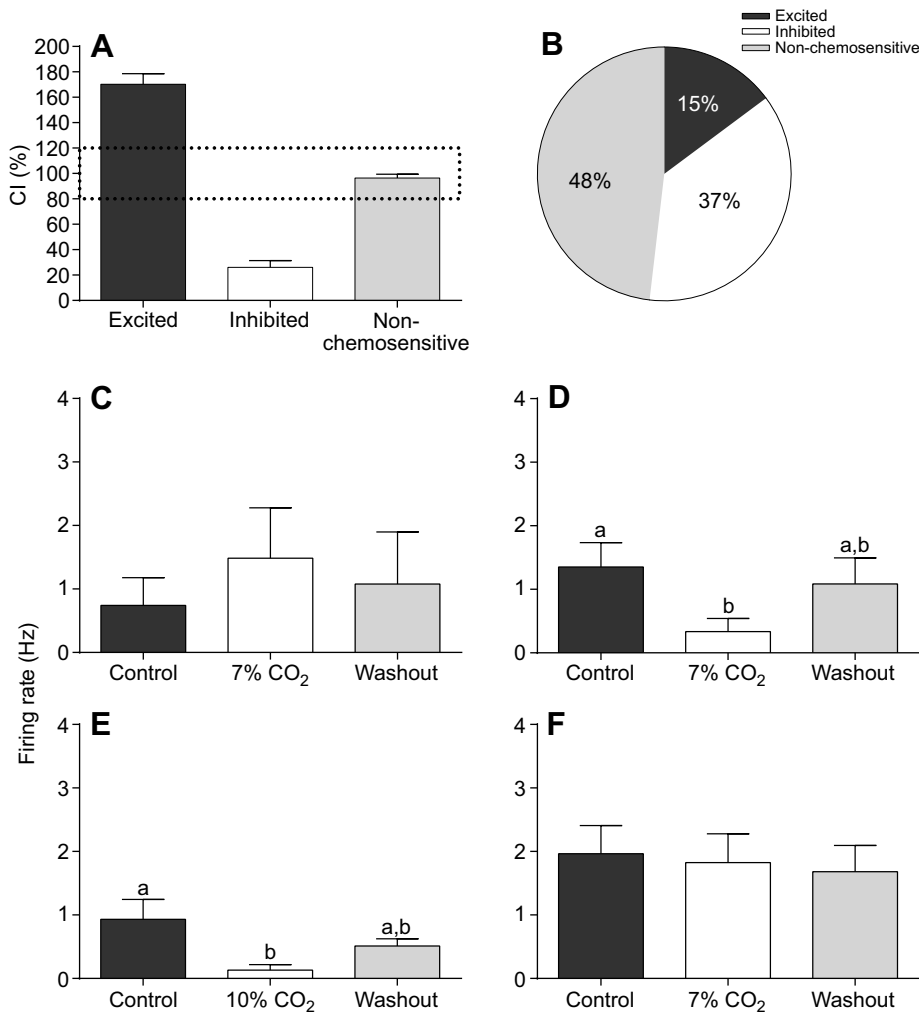 A
CI (%)
200
180
160
140
120
100
80
60
40
20
0
Excited
Inhibited
Non-
chemosensitive
B
Excited
Inhibited
Non-chemosensitive
15%
37%
48%
Firing rate (Hz)
C
4
3
2
1
0
Control
7% CO₂
Washout
D
4
3
2
1
0
a
b
a,b
Control
7% CO₂
Washout
E
4
3
2
1
0
a
b
a,b
Control
10% CO₂
Washout
F
4
3
2
1
0
Control
7% CO₂
Washout